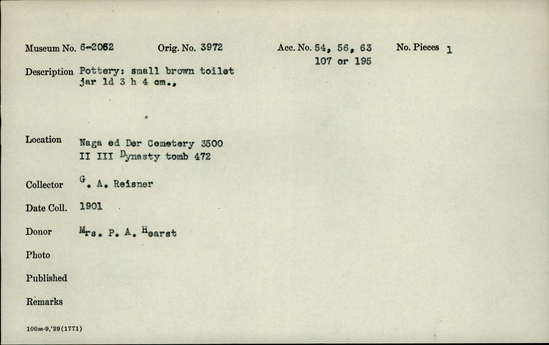 Museum No. 6-2062 Orig. No. 3972 Acc. No. 54, 56, 63 No. Pieces 1
107 or 195
Description Pottery: small brown toilet
jar ld 3 h 4 cm.,
Location Naga ed Der Cemetery 3500
II III Dynasty tomb 472
Collector G. A. Reisner
Date Coll. 1901
Donor Mrs. P. A. Hearst
Photo
Published
Remarks
100m-9,'39(1771)